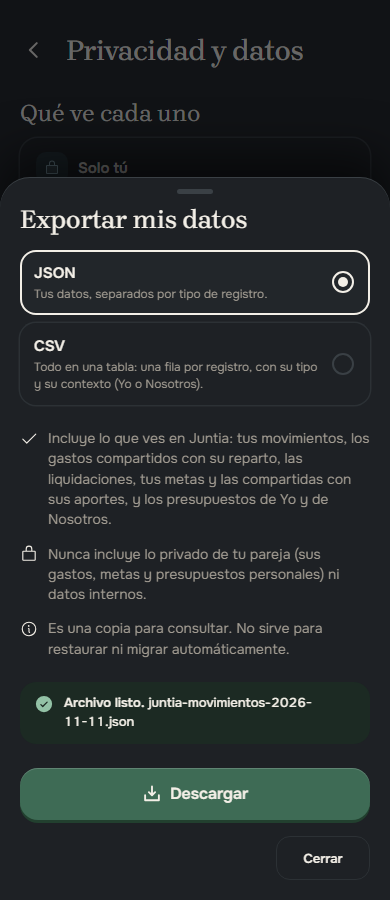 Privacidad y datos
Qué ve cada uno
Solo tú
Exportar mis datos
JSON
Tus datos, separados por tipo de registro.
CSV
Todo en una tabla: una fila por registro, con su tipo
y su contexto (Yo o Nosotros).
Incluye lo que ves en Juntia: tus movimientos, los
gastos compartidos con su reparto, las
liquidaciones, tus metas y las compartidas con
sus aportes, y los presupuestos de Yo y de
Nosotros.
Nunca incluye lo privado de tu pareja (sus
gastos, metas y presupuestos personales) ni
datos internos.
Es una copia para consultar. No sirve para
restaurar ni migrar automáticamente.
Archivo listo. juntia-movimientos-2026-
11-11.json
Descargar
Cerrar